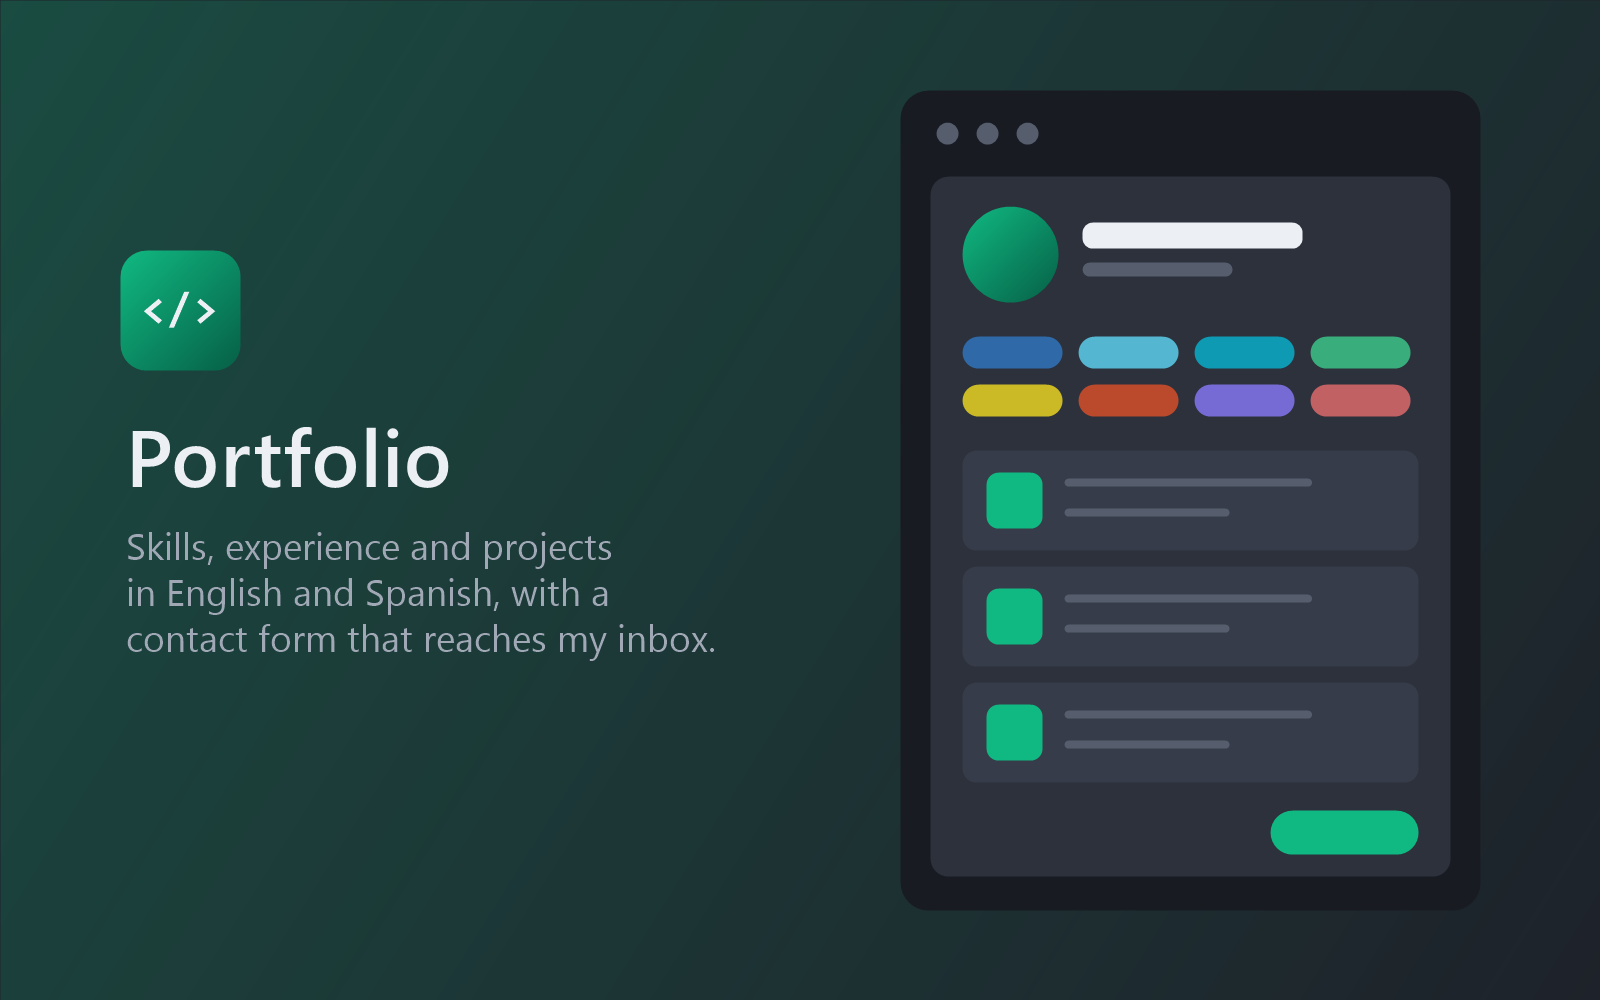 </>
Portfolio
Skills, experience and projects
in English and Spanish, with a
contact form that reaches my inbox.